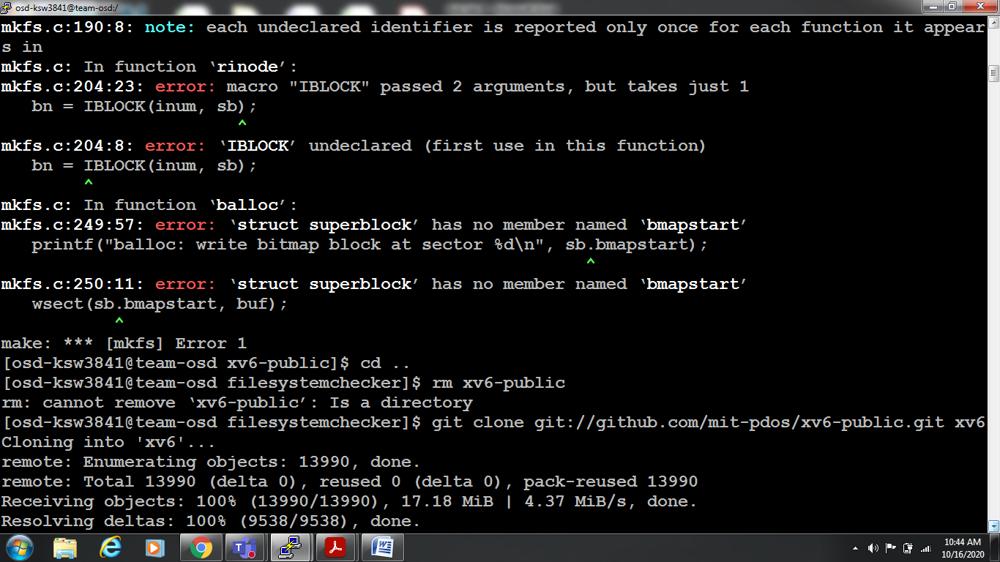 osd-ksw3841@team-osd:/
mkfs.c:190:8: note: each undeclared identifier is reported only once for each function it appear
s in
mkfs.c: In function ‘rinode’:
mkfs.c:204:23: error: macro "IBLOCK" passed 2 arguments, but takes just 1
bn = IBLOCK(inum, sb);
^
mkfs.c:204:8: error: ‘IBLOCK’ undeclared (first use in this function)
bn = IBLOCK(inum, sb);
^
mkfs.c: In function ‘balloc’:
mkfs.c:249:57: error: ‘struct superblock’ has no member named ‘bmapstart’
printf("balloc: write bitmap block at sector %d\n", sb.bmapstart);
^
mkfs.c:250:11: error: ‘struct superblock’ has no member named ‘bmapstart’
wsect(sb.bmapstart, buf);
^
make: *** [mkfs] Error 1
[osd-ksw3841@team-osd xv6-public]$ cd ..
[osd-ksw3841@team-osd filesystemchecker]$ rm xv6-public
rm: cannot remove ‘xv6-public’: Is a directory
[osd-ksw3841@team-osd filesystemchecker]$ git clone git://github.com/mit-pdos/xv6-public.git xv6
Cloning into 'xv6'...
remote: Enumerating objects: 13990, done.
remote: Total 13990 (delta 0), reused 0 (delta 0), pack-reused 13990
Receiving objects: 100% (13990/13990), 17.18 MiB | 4.37 MiB/s, done.
Resolving deltas: 100% (9538/9538), done.
10:44 AM
10/16/2020